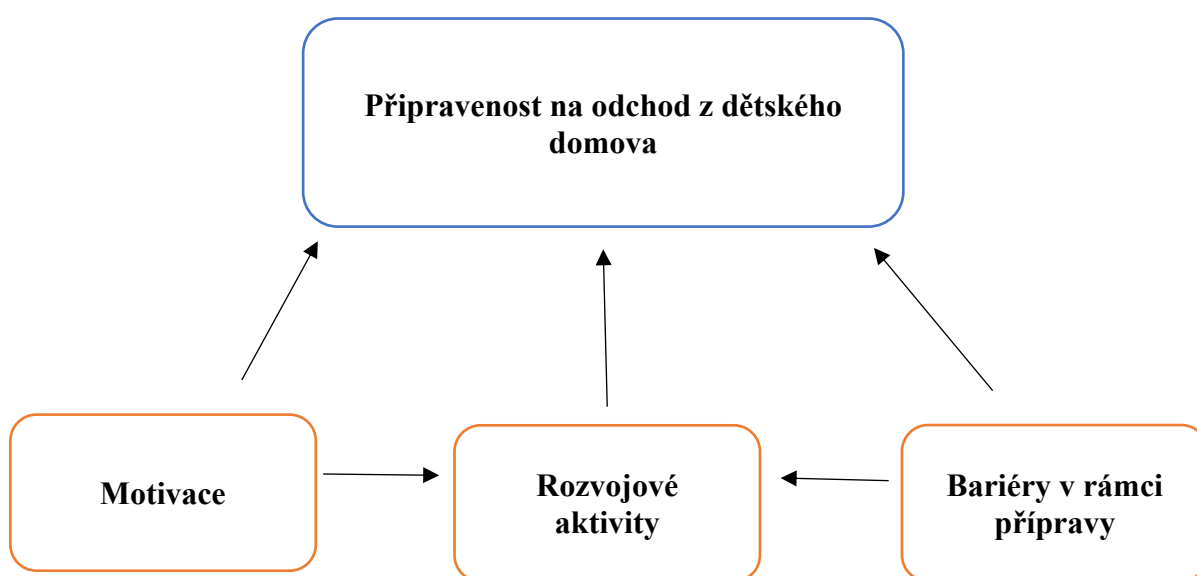 Připravenost na odchod z dětského
domova
Motivace
Rozvojové
aktivity
Bariéry v rámci
přípravy